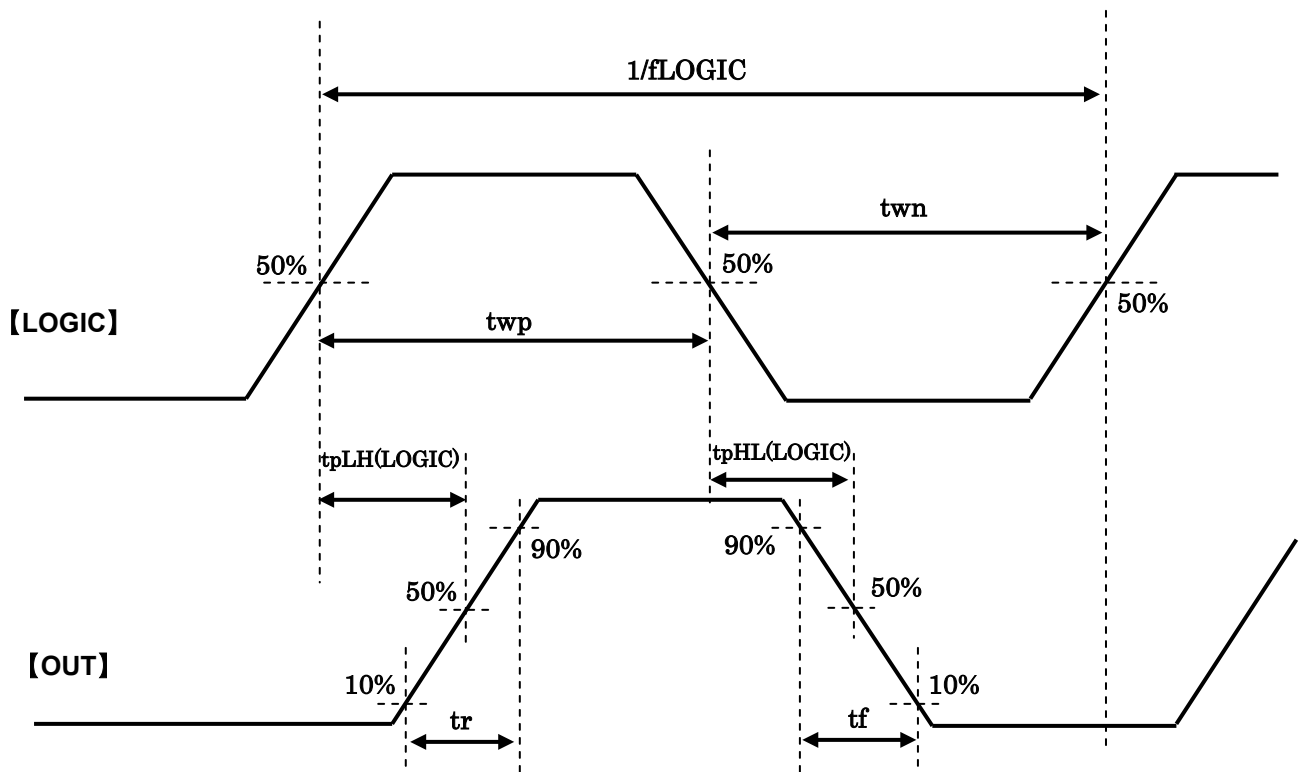 1/fLOGIC
twn
50%
50%
50%
【LOGIC】
twp
tpLH(LOGIC)
tpHL(LOGIC)
90%
90%
50%
50%
【OUT】
10%
10%
tr
tf